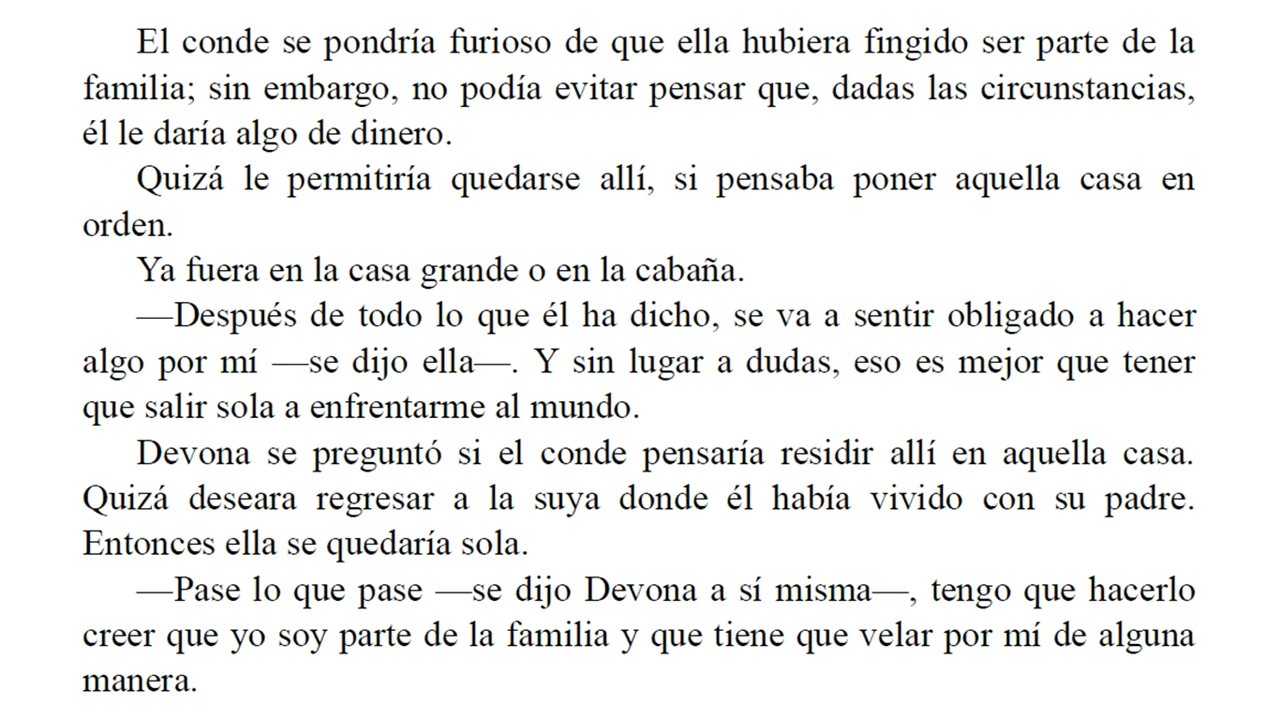 El conde se pondría furioso de que ella hubiera fingido ser parte de la
familia; sin embargo, no podía evitar pensar que, dadas las circunstancias,
él le daría algo de dinero.
Quizá le permitiría quedarse allí, si pensaba poner aquella casa en
orden.
Ya fuera en la casa grande o en la cabaña.
—Después de todo lo que él ha dicho, se va a sentir obligado a hacer
algo por mí —se dijo ella—. Y sin lugar a dudas, eso es mejor que tener
que salir sola a enfrentarme al mundo.
Devona se preguntó si el conde pensaría residir allí en aquella casa.
Quizá deseara regresar a la suya donde él había vivido con su padre.
Entonces ella se quedaría sola.
—Pase lo que pase —se dijo Devona a sí misma—, tengo que hacerlo
creer que yo soy parte de la familia y que tiene que velar por mí de alguna
manera.